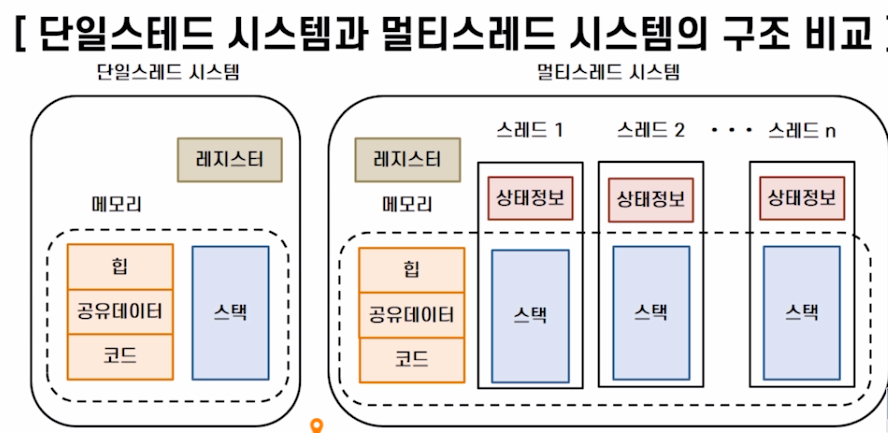 [ 단일스테드 시스템과 멀티스레드 시스템의 구조 비교 ]
단일스레드 시스템
멀티스레드 시스템
레지스터
메모리
힙
공유데이터
코드
스택
스레드 1
스레드 2
• • •
스레드 n
레지스터
메모리
상태정보
상태정보
상태정보
힙
공유데이터
코드
스택
스택
스택